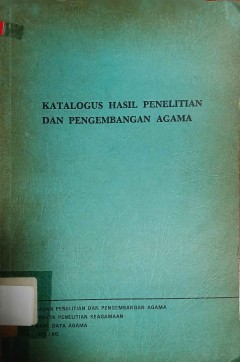 KATALOGUS HASIL PENELITIAN
DAN PENGEMBANGAN AGAMA
PENELITIAN DAN PENGEMBANGAN AGAMA
PENELITIAN KEAGAMAAN
DATA AGAMA